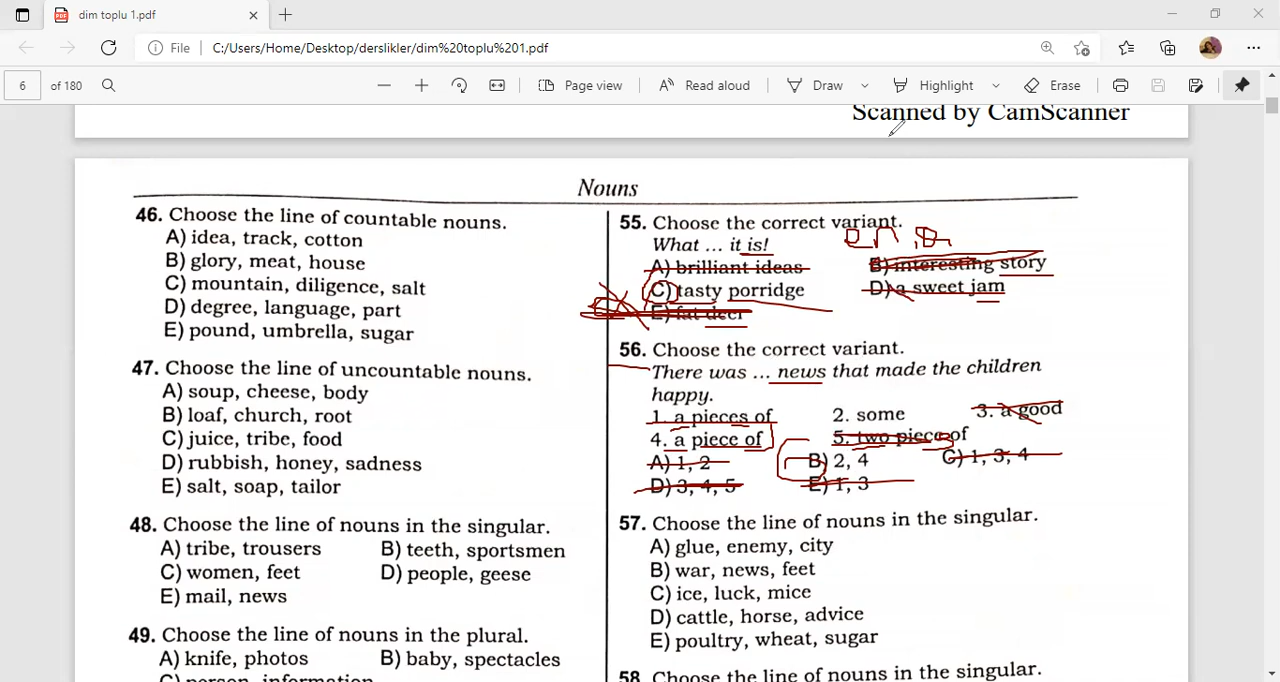 dim toplu 1.pdf
File C:/Users/Home/Desktop/derslikler/dim%20toplu%201.pdf
6 of 180 Page view Read aloud Draw Highlight Erase
Scanned by CamScanner
Nouns
46. Choose the line of countable nouns.
A) idea, track, cotton
B) glory, meat, house
C) mountain, diligence, salt
D) degree, language, part
E) pound, umbrella, sugar
47. Choose the line of uncountable nouns.
A) soup, cheese, body
B) loaf, church, root
C) juice, tribe, food
D) rubbish, honey, sadness
E) salt, soap, tailor
48. Choose the line of nouns in the singular.
A) tribe, trousers B) teeth, sportsmen
C) women, feet D) people, geese
E) mail, news
49. Choose the line of nouns in the plural.
A) knife, photos B) baby, spectacles
C) person, information
55. Choose the correct variant.
What ... it is!
A) brilliant ideas B) interesting story
C) tasty porridge D) a sweet jam
E) fat deer
56. Choose the correct variant.
There was ... news that made the children
happy.
1. a pieces of 2. some 3. a good
4. a piece of 5. two piece of
A) 1, 2 B) 2, 4 C) 1, 3, 4
D) 3, 4, 5 E) 1, 3
57. Choose the line of nouns in the singular.
A) glue, enemy, city
B) war, news, feet
C) ice, luck, mice
D) cattle, horse, advice
E) poultry, wheat, sugar
58. Choose the line of nouns in the singular.